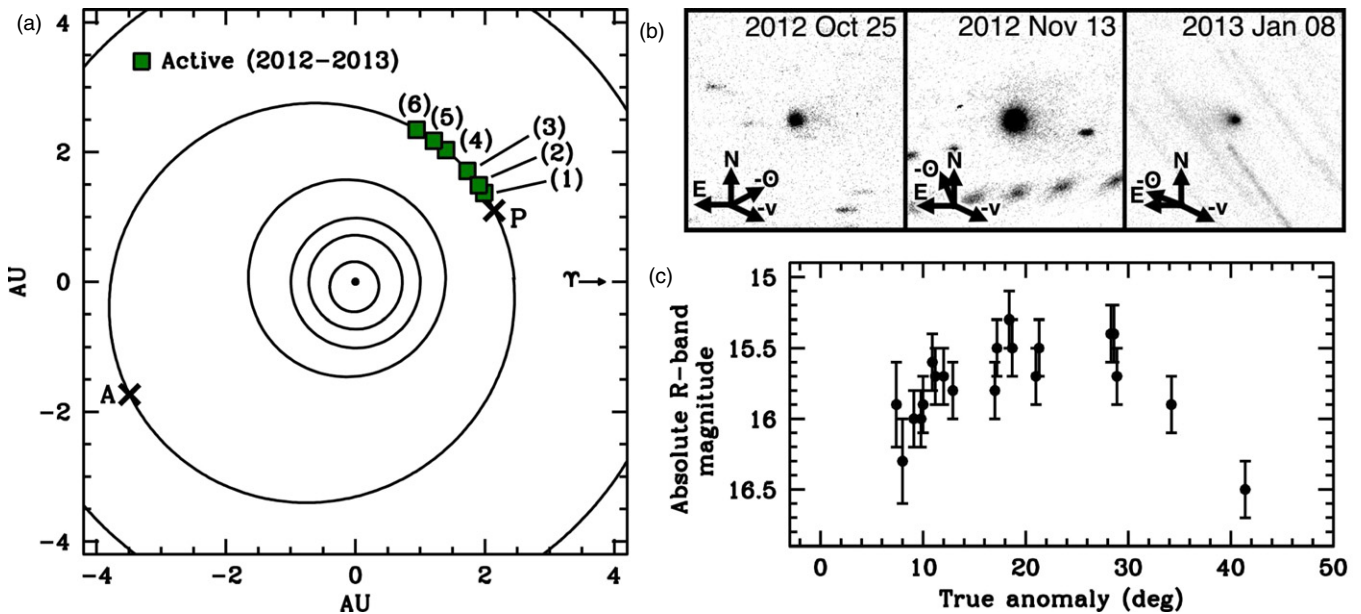 (a)
4
2
0
−2
−4
AU
Active (2012−2013)
(6)
(5)
(4)
(3)
(2)
(1)
P
A
♈→
−4
−2
0
2
4
AU
(b)
2012 Oct 25
N
E
-⊙
-v
2012 Nov 13
N
E
-⊙
-v
2013 Jan 08
N
E
-⊙
-v
(c)
15
15.5
16
16.5
Absolute R-band
magnitude
0
10
20
30
40
50
True anomaly (deg)